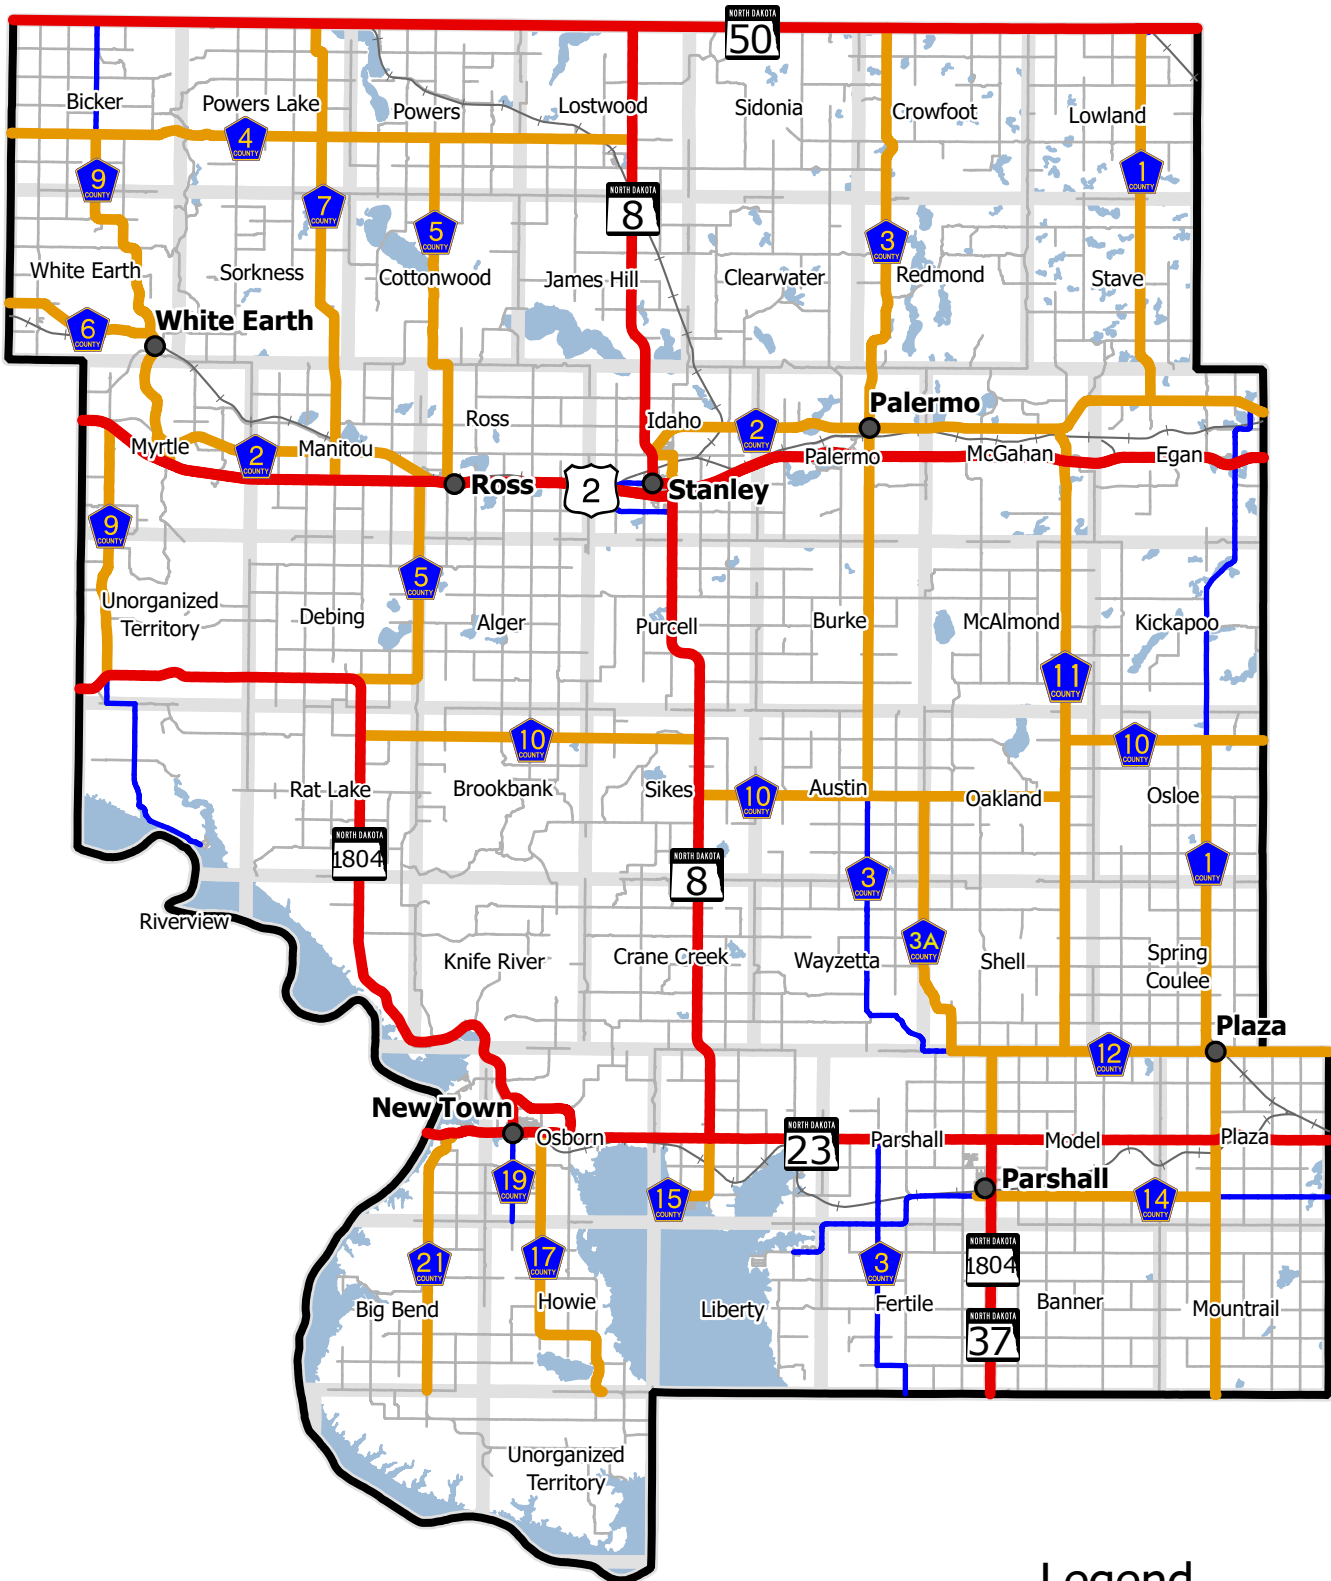 NORTH DAKOTA
50
Bicker
Powers Lake
Powers
Lostwood
Sidonia
Crowfoot
Lowland
4
COUNTY
9
COUNTY
7
COUNTY
5
COUNTY
NORTH DAKOTA
8
3
COUNTY
1
COUNTY
White Earth
Sorkness
Cottonwood
James Hill
Clearwater
Redmond
Stave
6
COUNTY
White Earth
Palermo
Ross
Idaho
2
COUNTY
Myrtle
2
COUNTY
Manitou
Palermo
McGahan
Egan
Ross
2
Stanley
9
COUNTY
5
COUNTY
Unorganized
Territory
Debing
Alger
Purcell
Burke
McAlmond
Kickapoo
11
COUNTY
10
COUNTY
10
COUNTY
Rat Lake
Brookbank
Sikes
10
COUNTY
Austin
Oakland
Osloe
NORTH DAKOTA
1804
NORTH DAKOTA
8
3
COUNTY
1
COUNTY
Riverview
3A
COUNTY
Knife River
Crane Creek
Wayzetta
Shell
Spring
Coulee
Plaza
12
COUNTY
New Town
Osborn
NORTH DAKOTA
23
Parshall
Model
Plaza
19
COUNTY
15
COUNTY
Parshall
14
COUNTY
21
COUNTY
17
COUNTY
3
COUNTY
NORTH DAKOTA
1804
Big Bend
Howie
Liberty
Fertile
Banner
Mountrail
NORTH DAKOTA
37
Unorganized
Territory
Legend